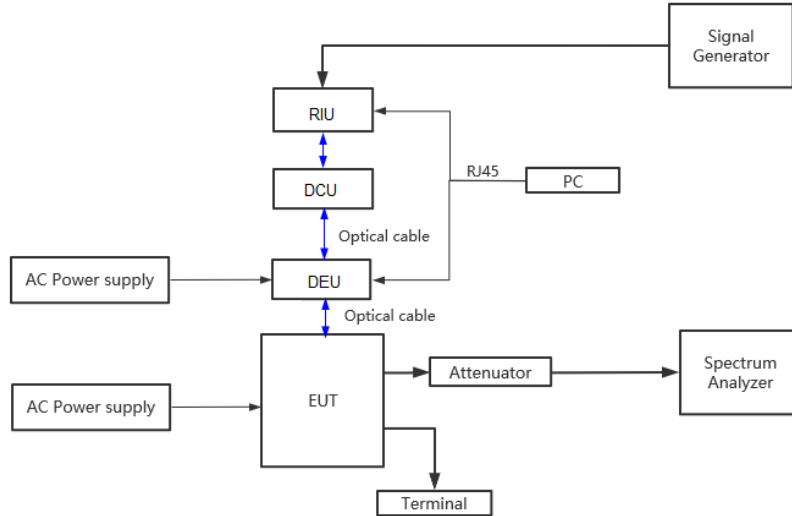 Signal
Generator
RIU
RJ45
PC
DCU
Optical cable
AC Power supply
DEU
Optical cable
Attenuator
Spectrum
Analyzer
AC Power supply
EUT
Terminal